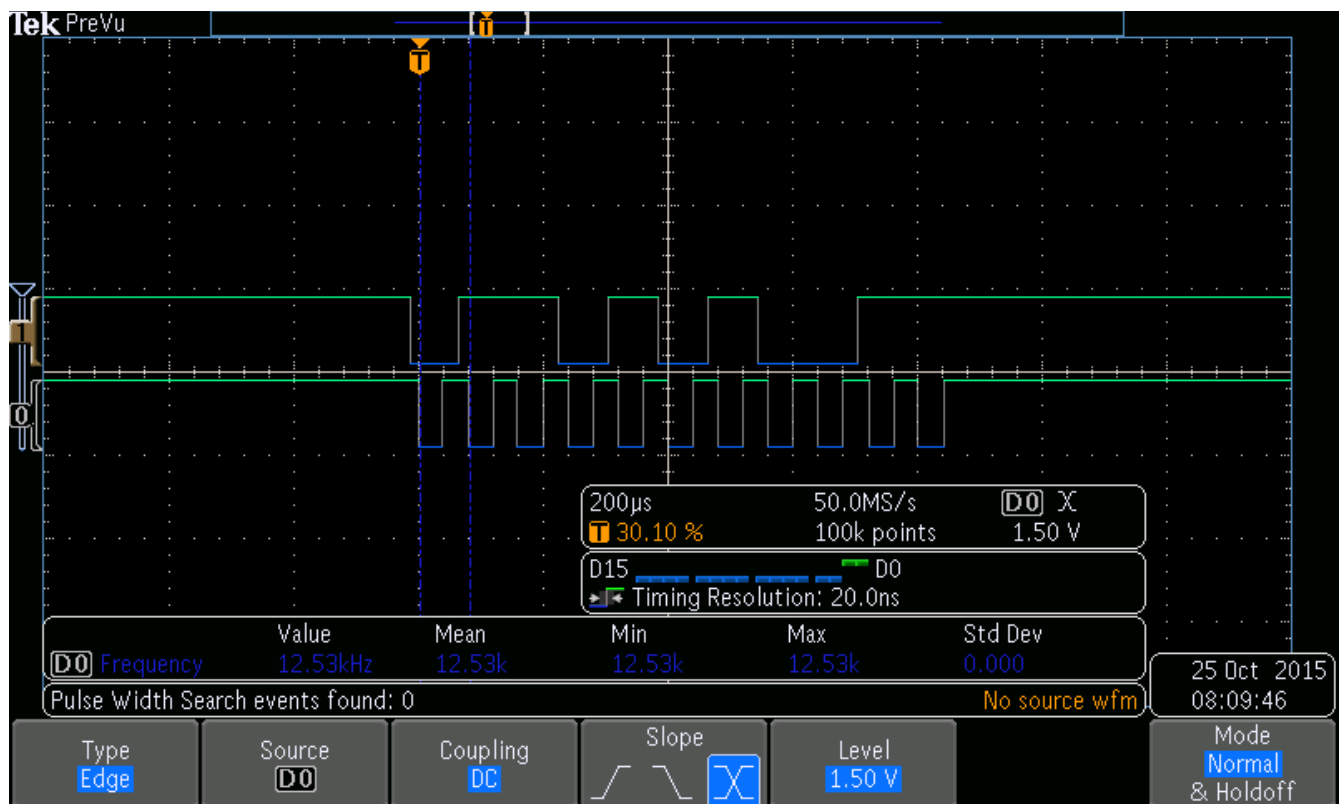 Tek PreVu
T
T
1
0
200µs 50.0MS/s D0 X
T 30.10 % 100k points 1.50 V
D15 D0
Timing Resolution: 20.0ns
Value Mean Min Max Std Dev
D0 Frequency 12.53kHz 12.53k 12.53k 12.53k 0.000
25 Oct 2015
08:09:46
Pulse Width Search events found: 0 No source wfm
Type
Edge
Source
D0
Coupling
DC
Slope
Level
1.50 V
Mode
Normal
& Holdoff